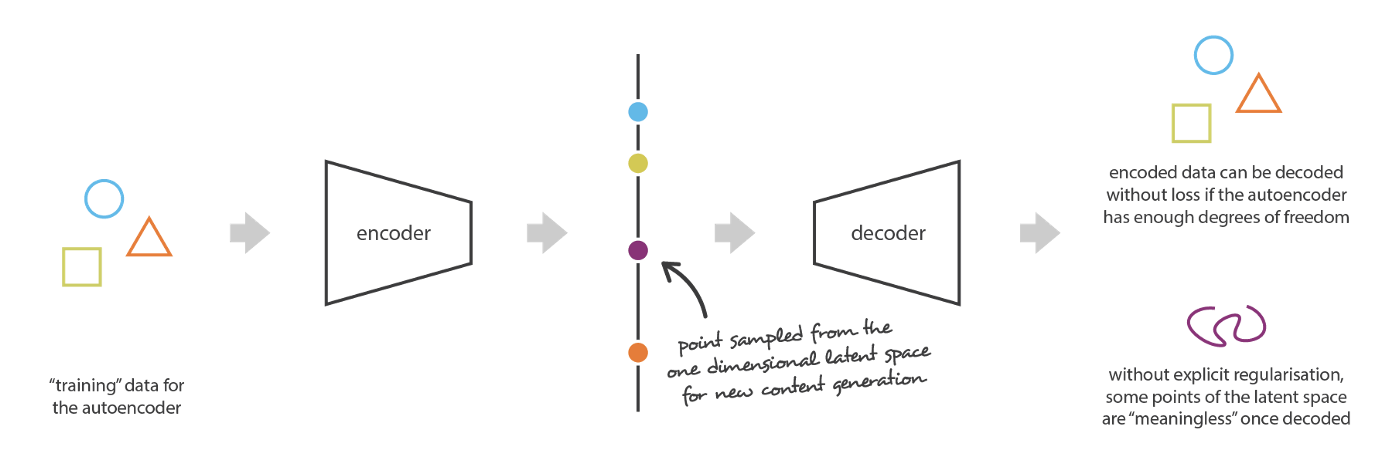 "training" data for
the autoencoder
encoder
point sampled from the
one dimensional latent space
for new content generation
decoder
encoded data can be decoded
without loss if the autoencoder
has enough degrees of freedom
without explicit regularisation,
some points of the latent space
are "meaningless" once decoded